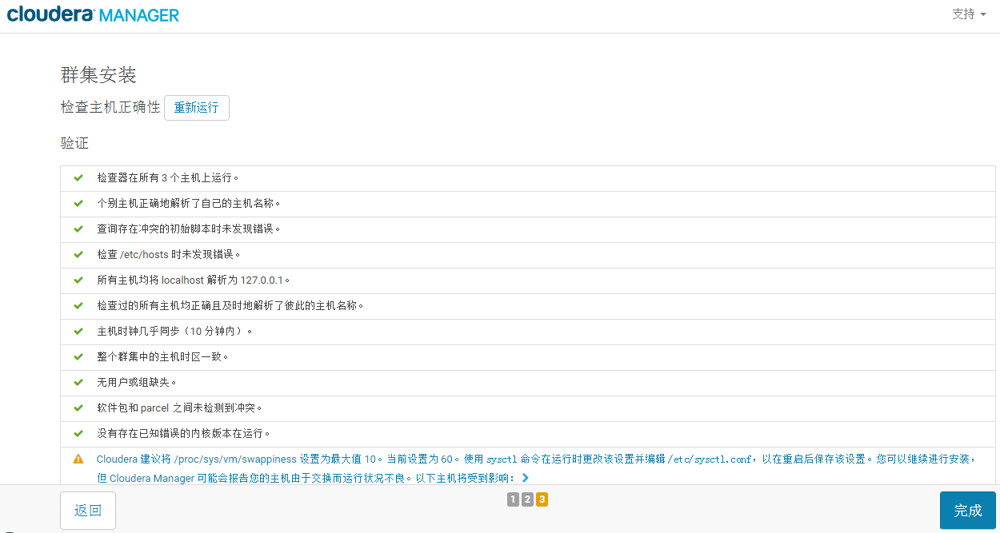 cloudera MANAGER
支持
群集安装
检查主机正确性 重新运行
验证
检查器在所有 3 个主机上运行。
个别主机正确地解析了自己的主机名称。
查询存在冲突的初始脚本时未发现错误。
检查 /etc/hosts 时未发现错误。
所有主机均将 localhost 解析为 127.0.0.1。
检查过的所有主机均正确且及时地解析了彼此的主机名称。
主机时钟几乎同步（10 分钟内）。
整个群集中的主机时区一致。
无用户或组缺失。
软件包和 parcel 之间未检测到冲突。
没有存在已知错误的内核版本在运行。
Cloudera 建议将 /proc/sys/vm/swappiness 设置为最大值 10。当前设置为 60。使用 sysctl 命令在运行时更改该设置并编辑 /etc/sysctl.conf，以在重启后保存该设置。您可以继续进行安装，
但 Cloudera Manager 可能会报告您的主机由于交换而运行状况不良。以下主机将受到影响：
返回
1 2 3
完成